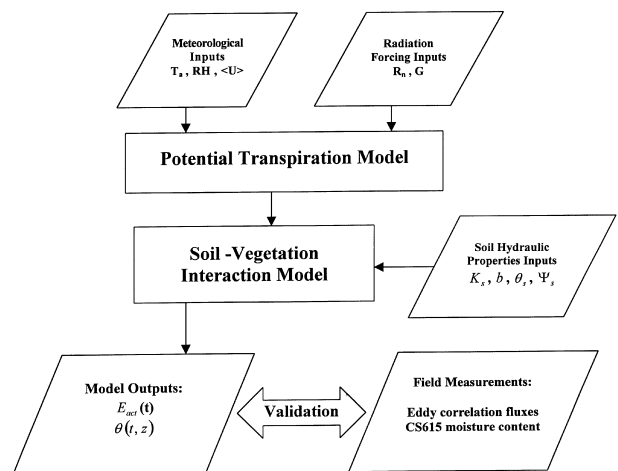 Meteorological
Inputs
Tₐ , RH , <U>
Radiation
Forcing Inputs
Rₙ , G
Potential Transpiration Model
Soil -Vegetation
Interaction Model
Soil Hydraulic
Properties Inputs
Kₛ , b , θₛ , Ψₛ
Model Outputs:
E_act (t)
θ(t, z)
Validation
Field Measurements:
Eddy correlation fluxes
CS615 moisture content